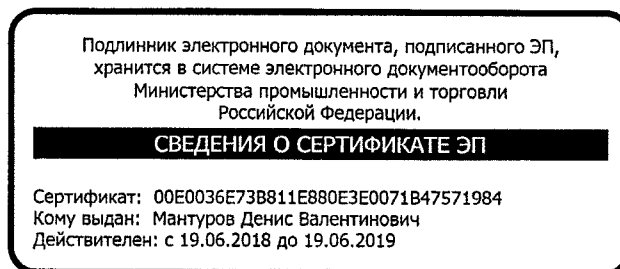 Подлинник электронного документа, подписанного ЭП,
хранится в системе электронного документооборота
Министерства промышленности и торговли
Российской Федерации.
СВЕДЕНИЯ О СЕРТИФИКАТЕ ЭП
Сертификат: 00E0036E73B811E880E3E0071B47571984
Кому выдан: Мантуров Денис Валентинович
Действителен: с 19.06.2018 до 19.06.2019